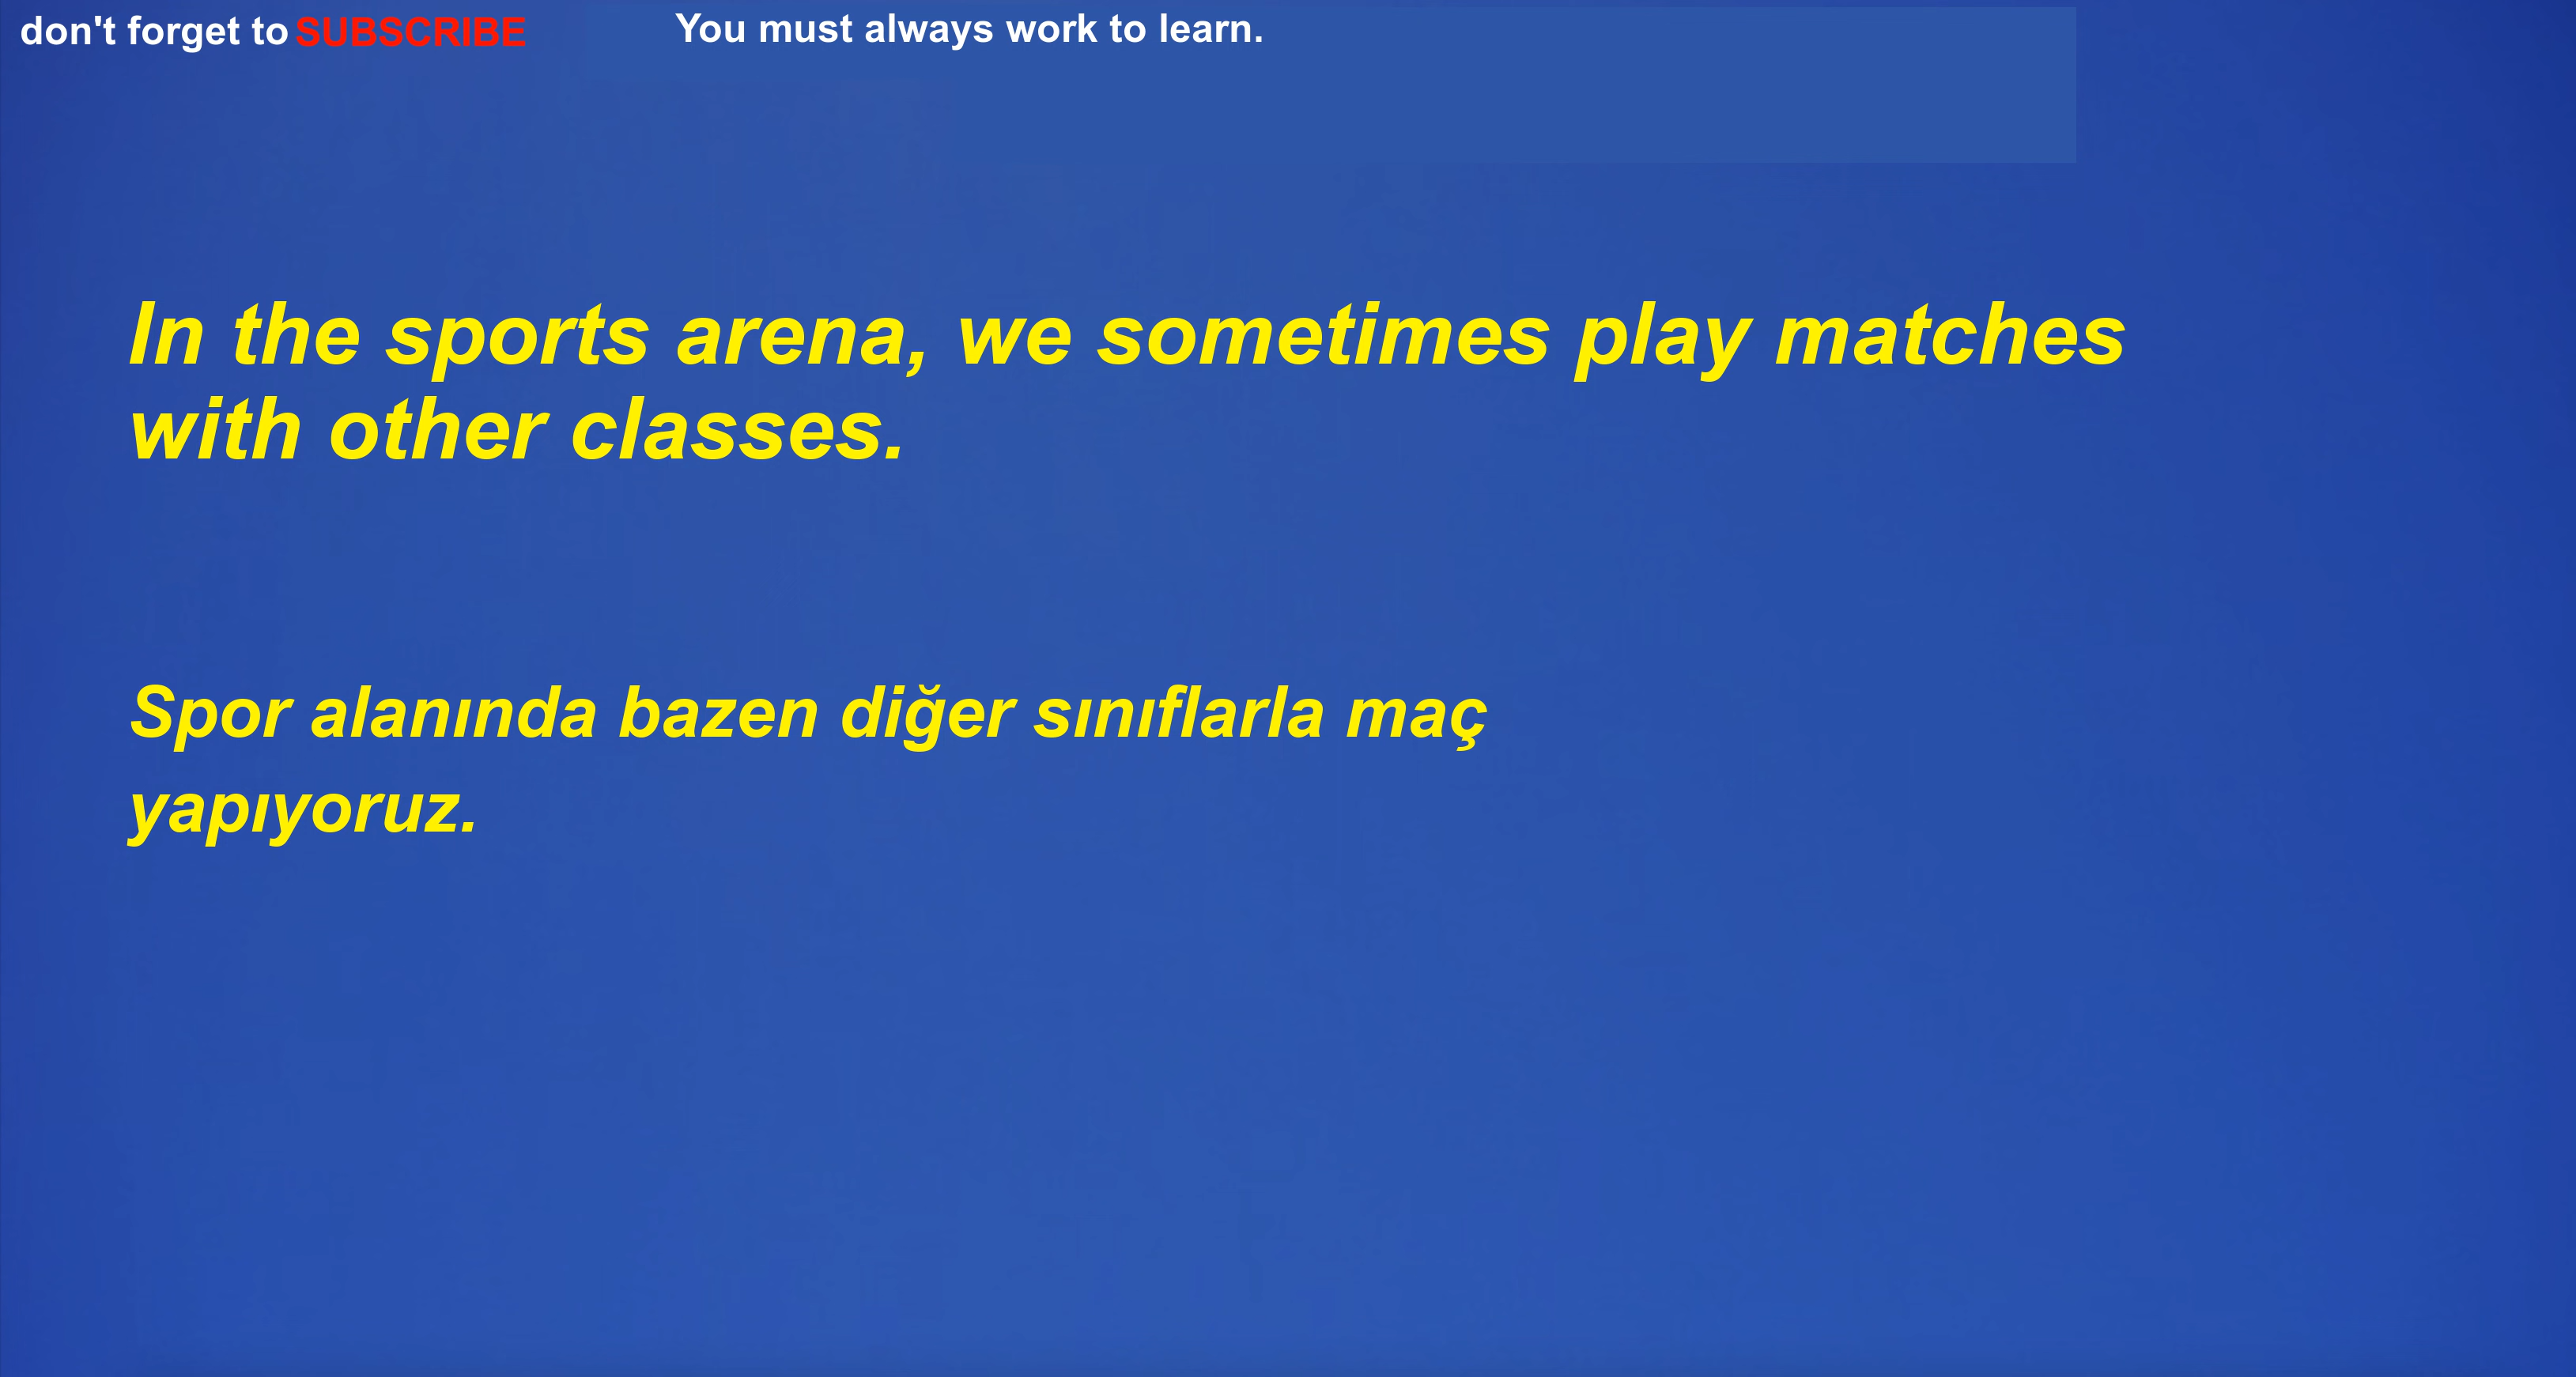 don't forget to SUBSCRIBE
You must always work to learn.
In the sports arena, we sometimes play matches
with other classes.
Spor alanında bazen diğer sınıflarla maç
yapıyoruz.